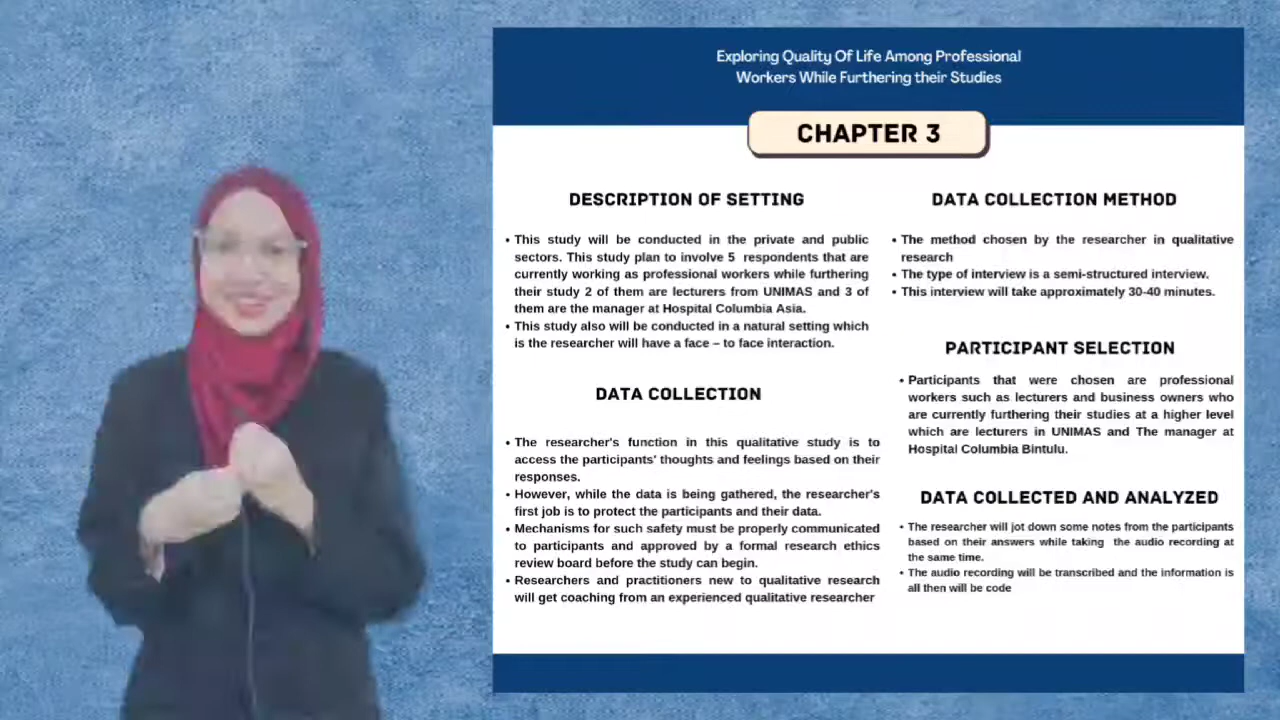 Exploring Quality Of Life Among Professional
Workers While Furthering their Studies
CHAPTER 3
DESCRIPTION OF SETTING
• This study will be conducted in the private and public
sectors. This study plan to involve 5 respondents that are
currently working as professional workers while furthering
their study 2 of them are lecturers from UNIMAS and 3 of
them are the manager at Hospital Columbia Asia.
• This study also will be conducted in a natural setting which
is the researcher will have a face – to face interaction.
DATA COLLECTION
• The researcher's function in this qualitative study is to
access the participants' thoughts and feelings based on their
responses.
• However, while the data is being gathered, the researcher's
first job is to protect the participants and their data.
• Mechanisms for such safety must be properly communicated
to participants and approved by a formal research ethics
review board before the study can begin.
• Researchers and practitioners new to qualitative research
will get coaching from an experienced qualitative researcher
DATA COLLECTION METHOD
• The method chosen by the researcher in qualitative
research
• The type of interview is a semi-structured interview.
• This interview will take approximately 30-40 minutes.
PARTICIPANT SELECTION
• Participants that were chosen are professional
workers such as lecturers and business owners who
are currently furthering their studies at a higher level
which are lecturers in UNIMAS and The manager at
Hospital Columbia Bintulu.
DATA COLLECTED AND ANALYZED
• The researcher will jot down some notes from the participants
based on their answers while taking the audio recording at
the same time.
• The audio recording will be transcribed and the information is
all then will be code